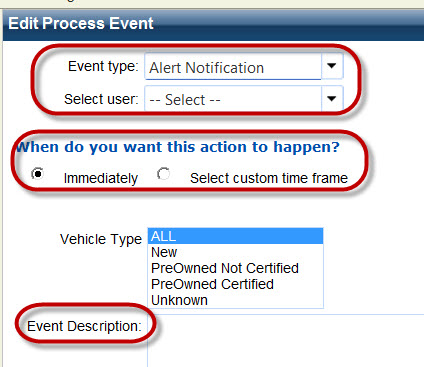 Edit Process Event
Event type: Alert Notification
Select user: -- Select --
When do you want this action to happen?
Immediately Select custom time frame
Vehicle Type ALL
New
PreOwned Not Certified
PreOwned Certified
Unknown
Event Description: